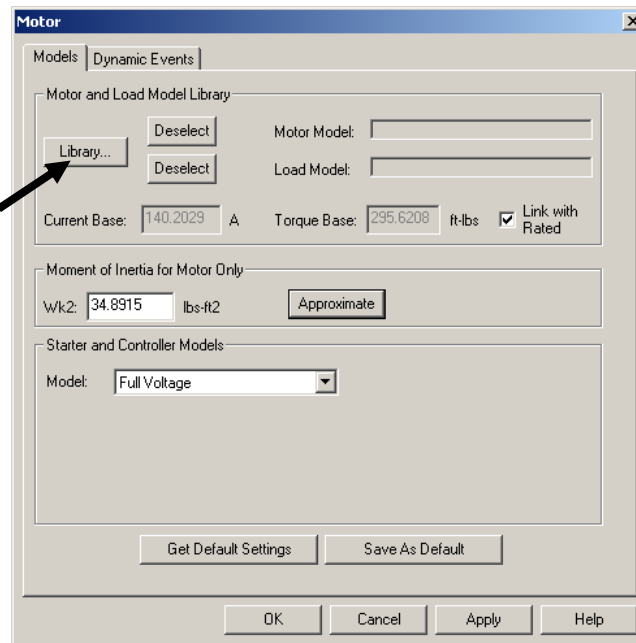 Motor
Models Dynamic Events
Motor and Load Model Library
Library...
Deselect
Deselect
Motor Model:
Load Model:
Current Base: 140.2029 A Torque Base: 295.6208 ft-lbs Link with Rated
Moment of Inertia for Motor Only
Wk2: 34.8915 lbs-ft2 Approximate
Starter and Controller Models
Model: Full Voltage
Get Default Settings Save As Default
OK Cancel Apply Help